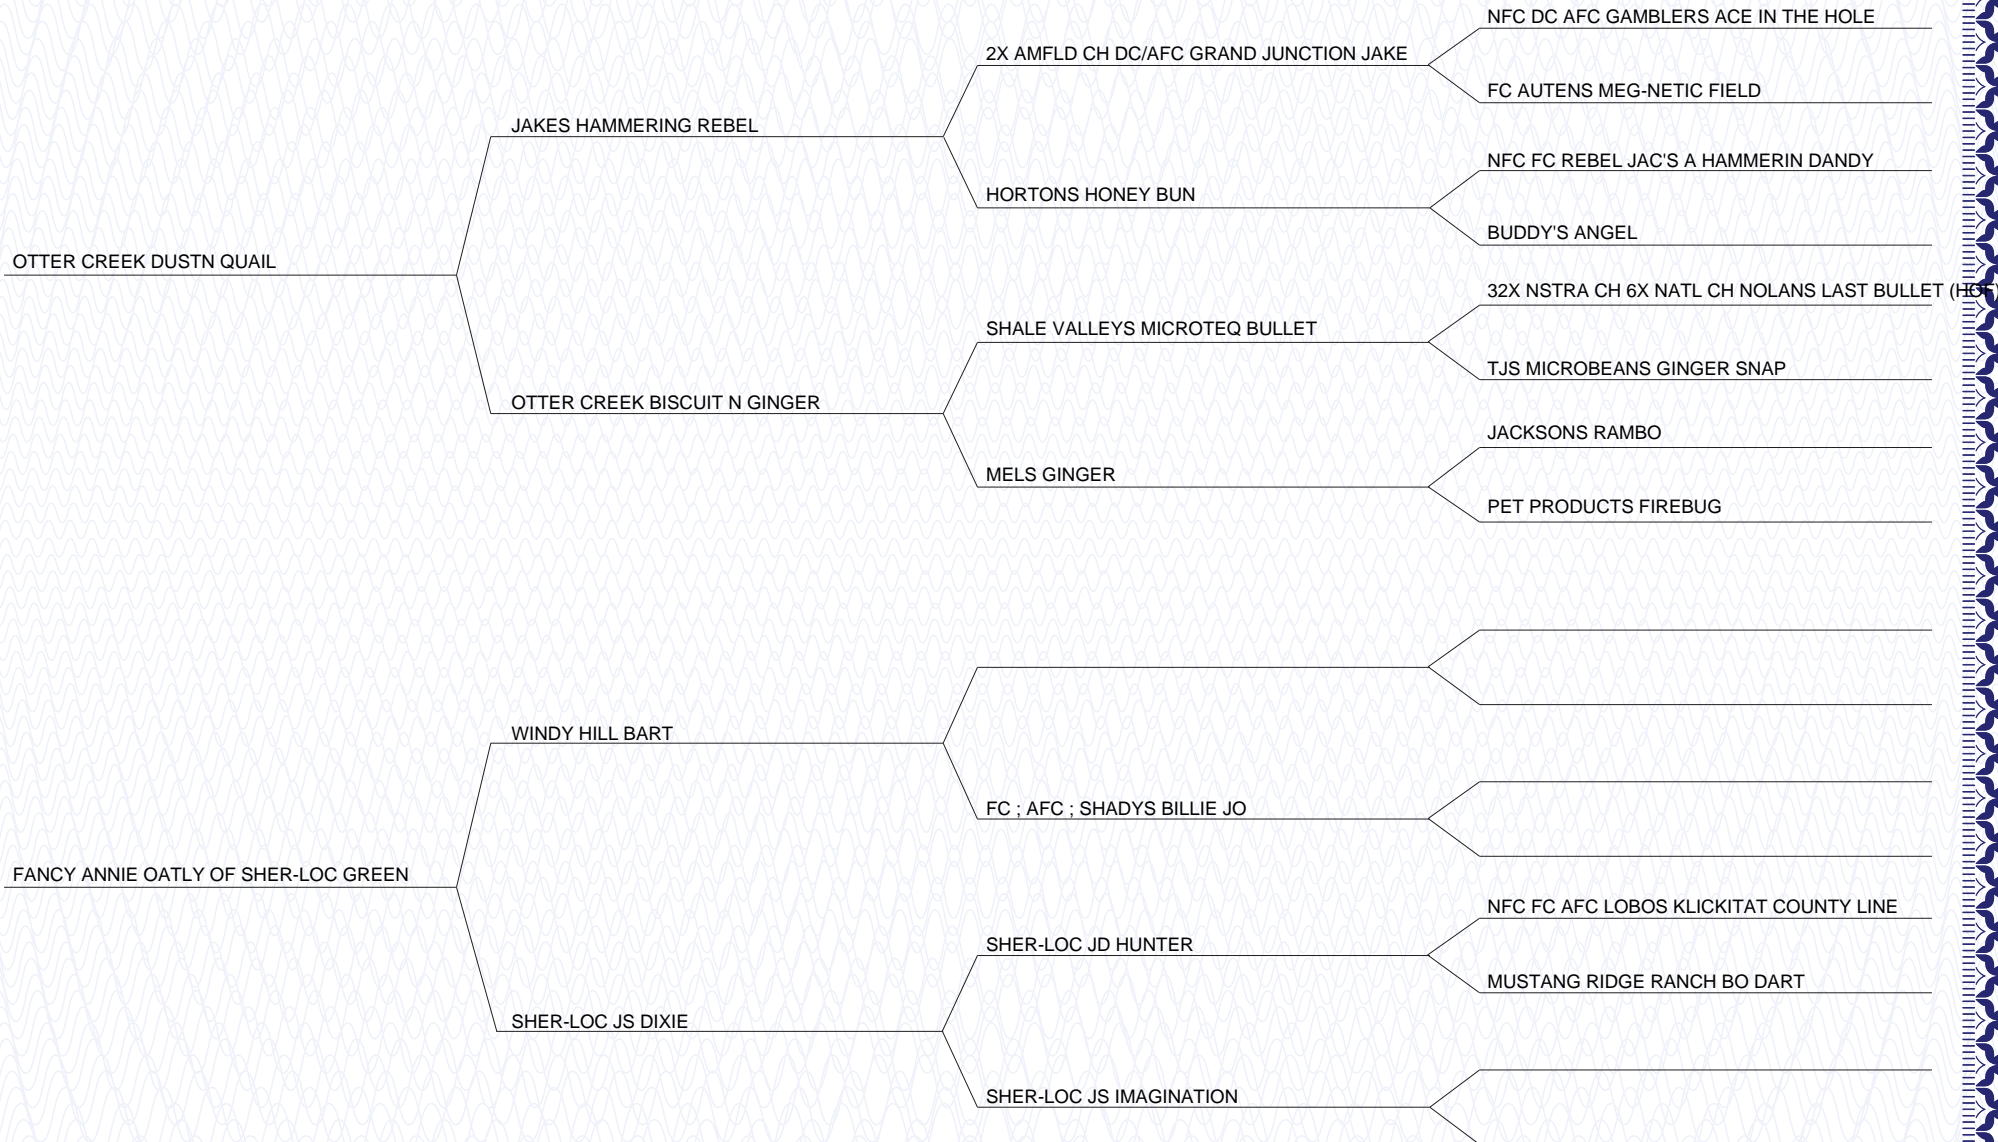 NFC DC AFC GAMBLERS ACE IN THE HOLE
2X AMFLD CH DC/AFC GRAND JUNCTION JAKE
FC AUTENS MEG-NETIC FIELD
JAKES HAMMERING REBEL
NFC FC REBEL JAC'S A HAMMERIN DANDY
HORTONS HONEY BUN
BUDDY'S ANGEL
OTTER CREEK DUSTN QUAIL
32X NSTRA CH 6X NATL CH NOLANS LAST BULLET (HOF)
SHALE VALLEYS MICROTEQ BULLET
TJS MICROBEANS GINGER SNAP
OTTER CREEK BISCUIT N GINGER
JACKSONS RAMBO
MELS GINGER
PET PRODUCTS FIREBUG
WINDY HILL BART
FC ; AFC ; SHADYS BILLIE JO
FANCY ANNIE OATLY OF SHER-LOC GREEN
NFC FC AFC LOBOS KLICKITAT COUNTY LINE
SHER-LOC JD HUNTER
MUSTANG RIDGE RANCH BO DART
SHER-LOC JS DIXIE
SHER-LOC JS IMAGINATION